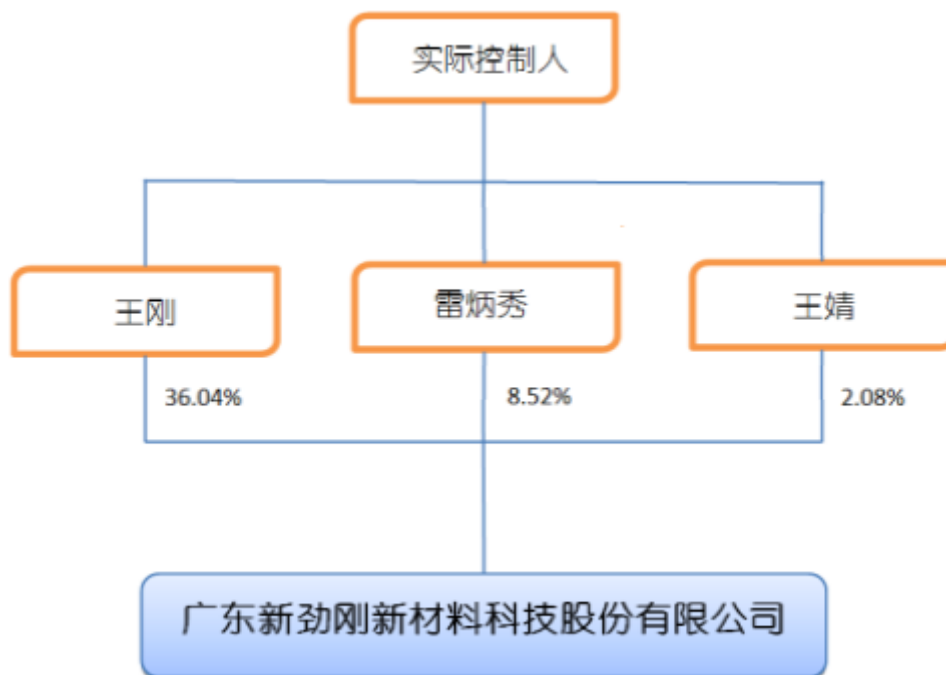 实际控制人
王刚
雷炳秀
王婧
36.04%
8.52%
2.08%
广东新劲刚新材料科技股份有限公司